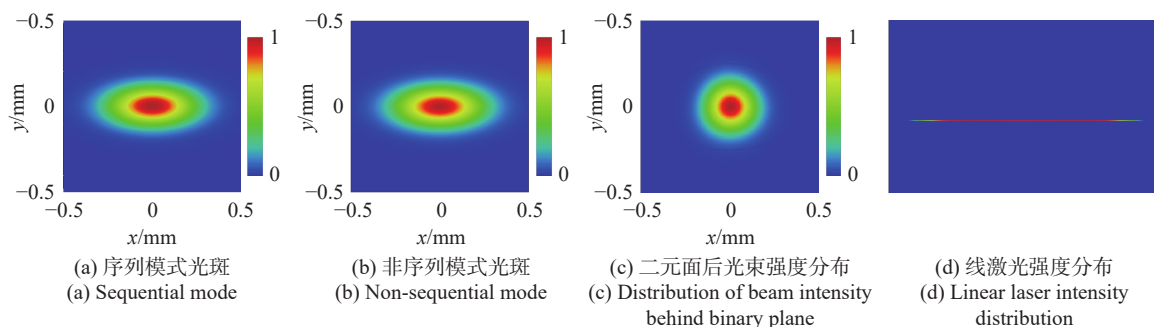 −0.5
0
0.5
y/mm
−0.5
0
0.5
x/mm
1
0
(a) 序列模式光斑
(a) Sequential mode
−0.5
0
0.5
y/mm
−0.5
0
0.5
x/mm
1
0
(b) 非序列模式光斑
(b) Non-sequential mode
−0.5
0
0.5
y/mm
−0.5
0
0.5
x/mm
1
0
(c) 二元面后光束强度分布
(c) Distribution of beam intensity
behind binary plane
(d) 线激光强度分布
(d) Linear laser intensity
distribution